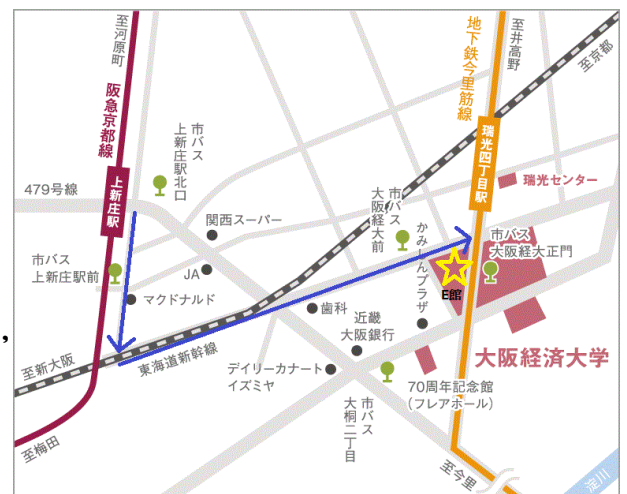 至河原町
阪急京都線
上新庄駅
地下鉄今里筋線
至井高野
至京都
瑞光四丁目駅
瑞光センター
市バス
上新庄駅北口
479号線
関西スーパー
市バス
大阪経大前
かみしんプラザ
市バス
大阪経大正門
市バス
上新庄駅前
JA
マクドナルド
E館
歯科
近畿
大阪銀行
,
至新大阪
東海道新幹線
デイリーカナート
イズミヤ
大阪経済大学
70周年記念館
(フレアホール)
市バス
大桐二丁目
至梅田
至今里
淀川